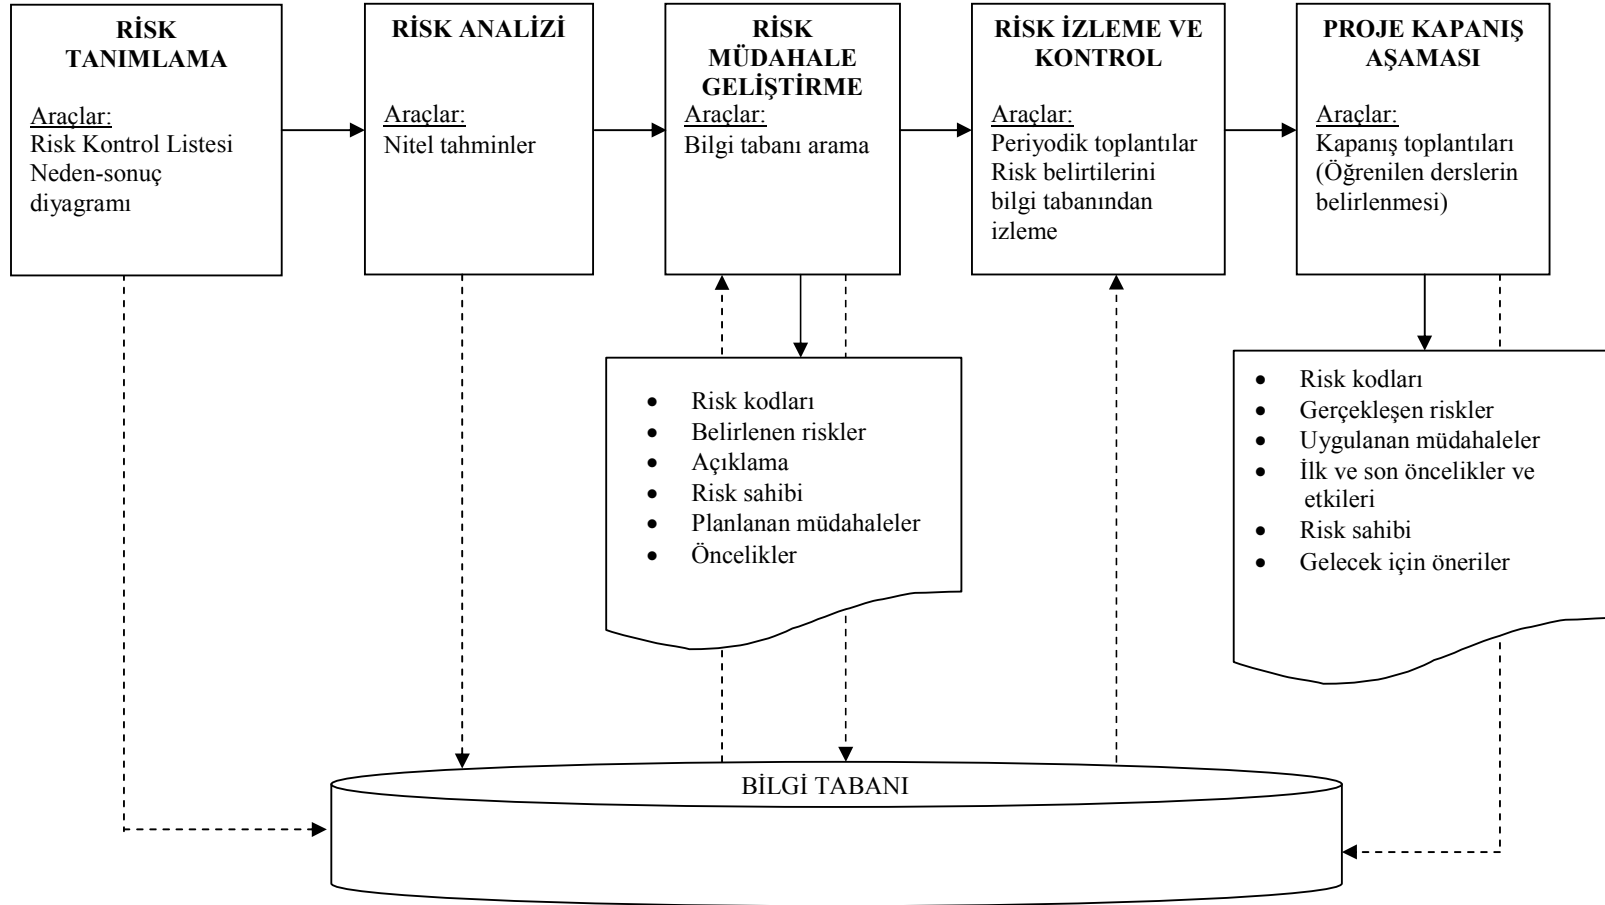 RİSK
TANIMLAMA
Araçlar:
Risk Kontrol Listesi
Neden-sonuç
diyagramı
RİSK ANALİZİ
Araçlar:
Nitel tahminler
RİSK
MÜDAHALE
GELİŞTİRME
Araçlar:
Bilgi tabanı arama
RİSK İZLEME VE
KONTROL
Araçlar:
Periyodik toplantılar
Risk belirtilerini
bilgi tabanından
izleme
PROJE KAPANIŞ
AŞAMASI
Araçlar:
Kapanış toplantıları
(Öğrenilen derslerin
belirlenmesi)
• Risk kodları
• Belirlenen riskler
• Açıklama
• Risk sahibi
• Planlanan müdahaleler
• Öncelikler
• Risk kodları
• Gerçekleşen riskler
• Uygulanan müdahaleler
• İlk ve son öncelikler ve
etkileri
• Risk sahibi
• Gelecek için öneriler
BİLGİ TABANI